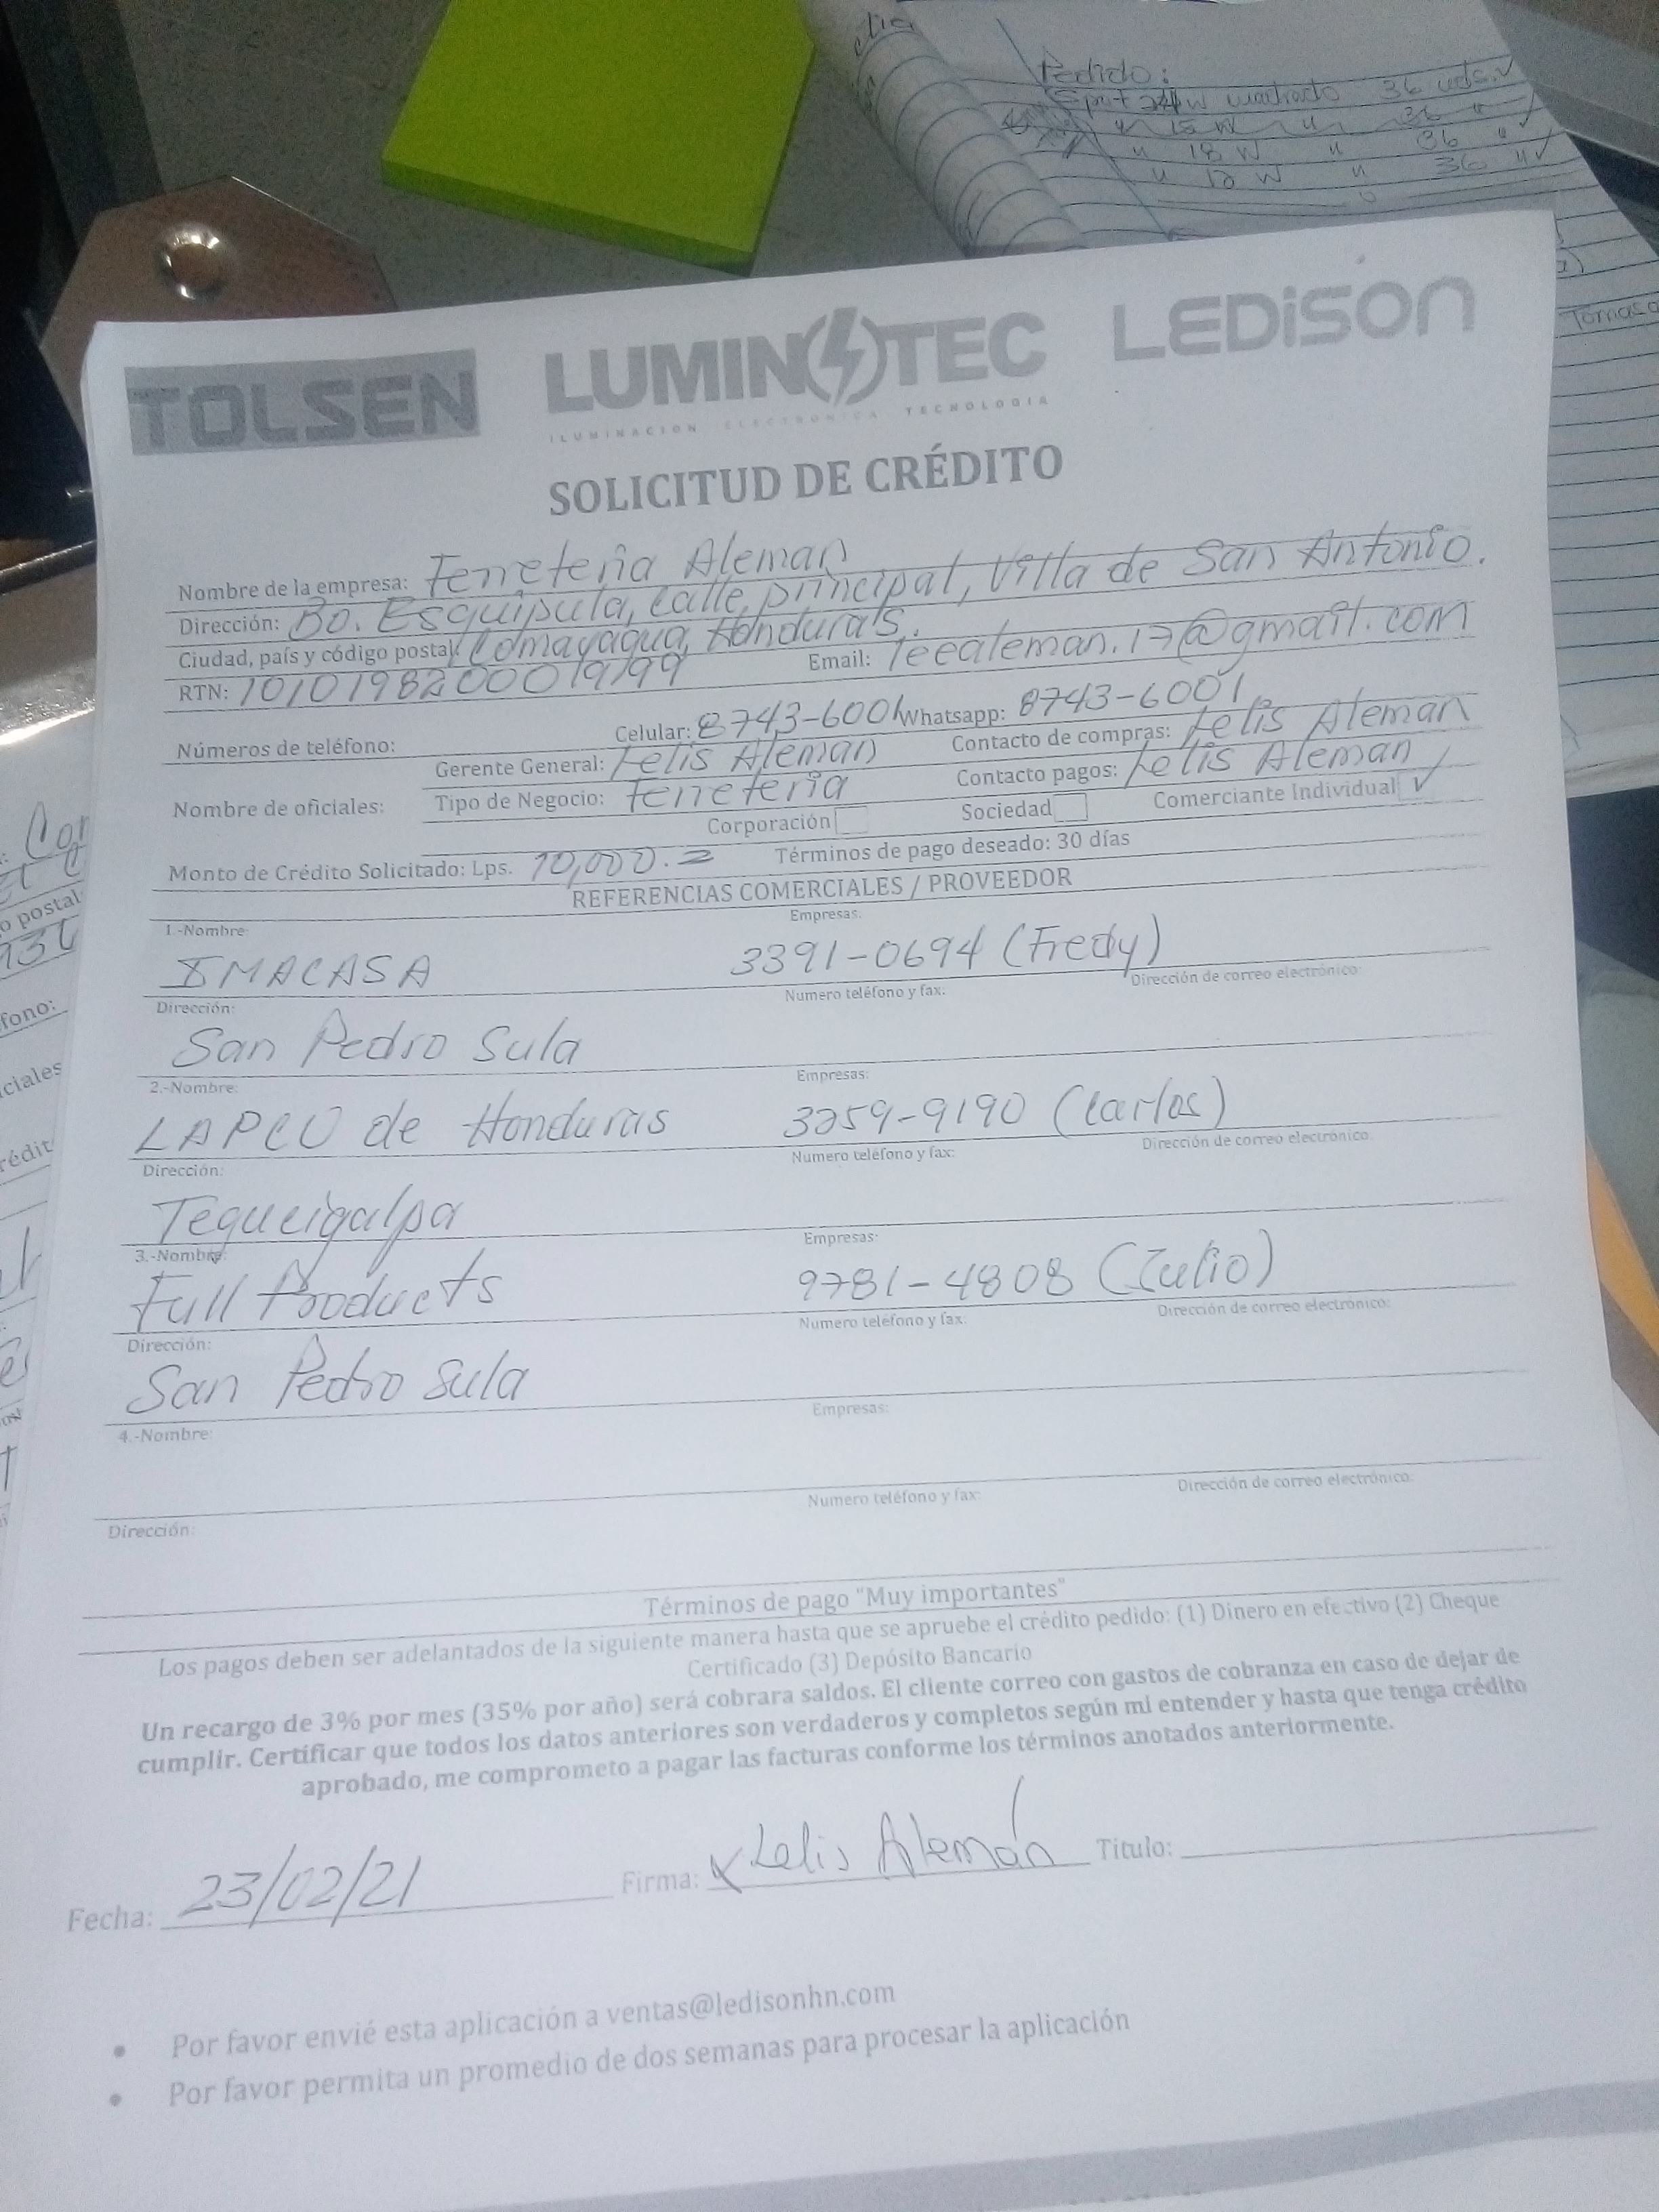 Pedido:
cuadrado 36 uds. ✓
" 15 W " 36 "
" 18 W " 36 " ✓
" 12 W " 36 " ✓
Tomasa
TOLSEN LUMINOTEC LEDiSON
ILUMINACION ELECTRONICA TECNOLOGIA
SOLICITUD DE CRÉDITO
Nombre de la empresa: Ferreteria Aleman
Dirección: Bo. Esquipula, calle principal, Villa de San Antonio.
Ciudad, país y código postal: Comayagua, Honduras.
RTN: Email:
Números de teléfono: Celular: 8743-6001 Whatsapp: 8743-6001
Gerente General: Lelis Aleman Contacto de compras: Lelis Aleman
Nombre de oficiales: Tipo de Negocio: Ferreteria Contacto pagos: Lelis Aleman
Corporación Sociedad Comerciante Individual ✓
Monto de Crédito Solicitado: Lps. 10,000. Términos de pago deseado: 30 días
REFERENCIAS COMERCIALES / PROVEEDOR
1.-Nombre: Empresas:
IMACASA 3391-0694 (Fredy)
Dirección: Numero teléfono y fax: Dirección de correo electrónico:
San Pedro Sula
2.-Nombre: Empresas:
LAPCO de Honduras 3259-9190 (Carlos)
Dirección: Numero teléfono y fax: Dirección de correo electrónico:
Tegucigalpa
3.-Nombre: Empresas:
Full Products 9781-4808 (Julio)
Dirección: Numero teléfono y fax: Dirección de correo electrónico:
San Pedro Sula
4.-Nombre: Empresas:
Numero teléfono y fax: Dirección de correo electrónico:
Dirección:
Términos de pago "Muy importantes"
Los pagos deben ser adelantados de la siguiente manera hasta que se apruebe el crédito pedido: (1) Dinero en efectivo (2) Cheque
Certificado (3) Depósito Bancario
Un recargo de 3% por mes (35% por año) será cobrara saldos. El cliente correo con gastos de cobranza en caso de dejar de
cumplir. Certificar que todos los datos anteriores son verdaderos y completos según mi entender y hasta que tenga crédito
aprobado, me comprometo a pagar las facturas conforme los términos anotados anteriormente.
Fecha: 23/02/21 Firma: x Lelis Alemán Titulo:
• Por favor envié esta aplicación a ventas@ledisonhn.com
• Por favor permita un promedio de dos semanas para procesar la aplicación